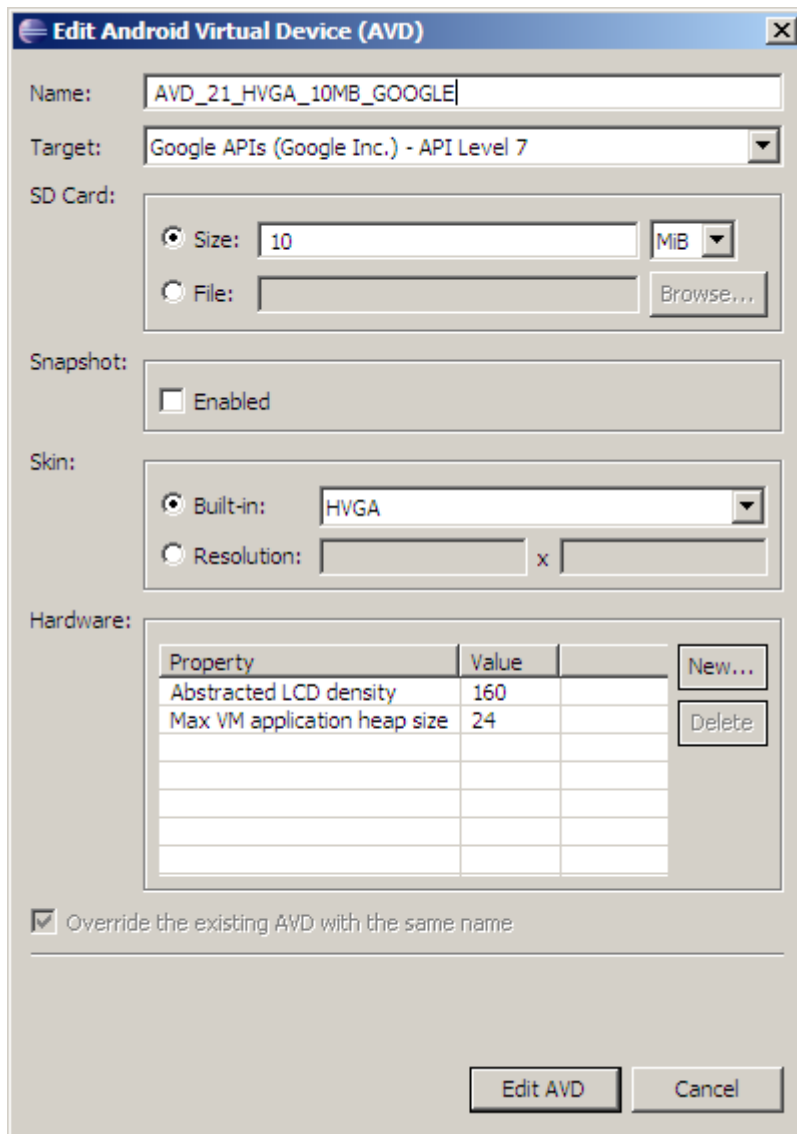 Edit Android Virtual Device (AVD)
Name: AVD_21_HVGA_10MB_GOOGLE
Target: Google APIs (Google Inc.) - API Level 7
SD Card:
Size: 10 MiB
File: Browse...
Snapshot:
Enabled
Skin:
Built-in: HVGA
Resolution: x
Hardware:
Property Value New...
Abstracted LCD density 160
Max VM application heap size 24 Delete
Override the existing AVD with the same name
Edit AVD Cancel